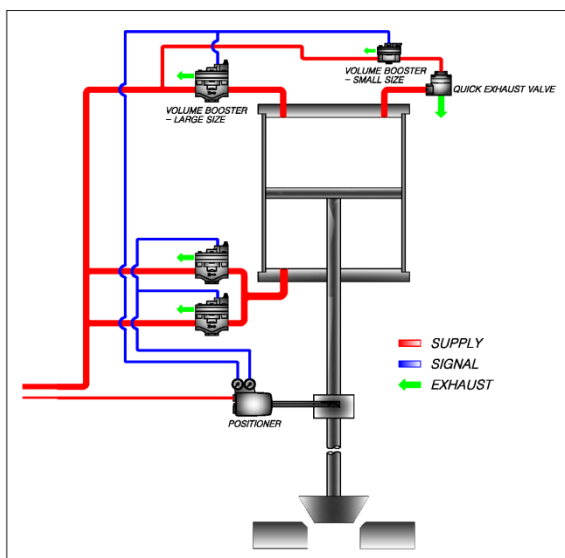 VOLUME BOOSTER
– SMALL SIZE
QUICK EXHAUST VALVE
VOLUME BOOSTER
– LARGE SIZE
SUPPLY
SIGNAL
EXHAUST
POSITIONER